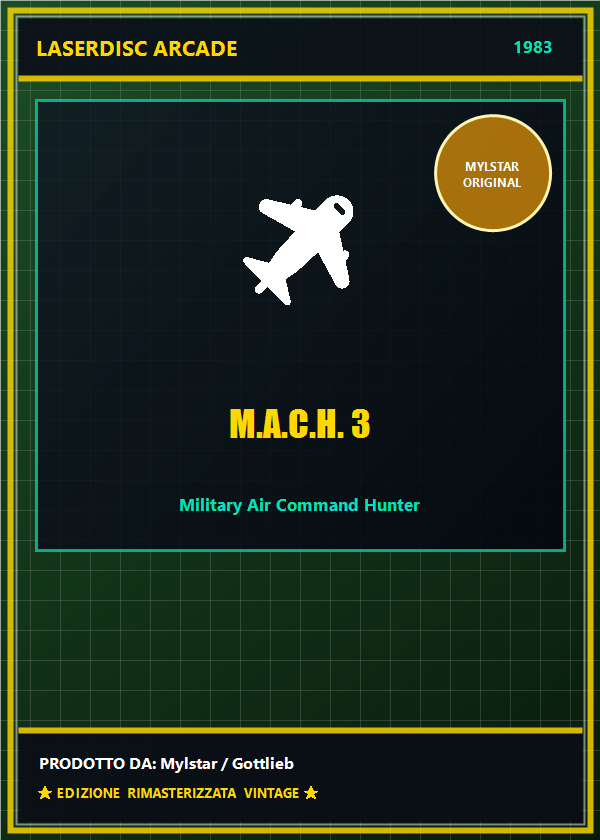 LASERDISC ARCADE
1983
MYLSTAR
ORIGINAL
M.A.C.H. 3
Military Air Command Hunter
PRODOTTO DA: Mylstar / Gottlieb
★ EDIZIONE RIMASTERIZZATA VINTAGE ★